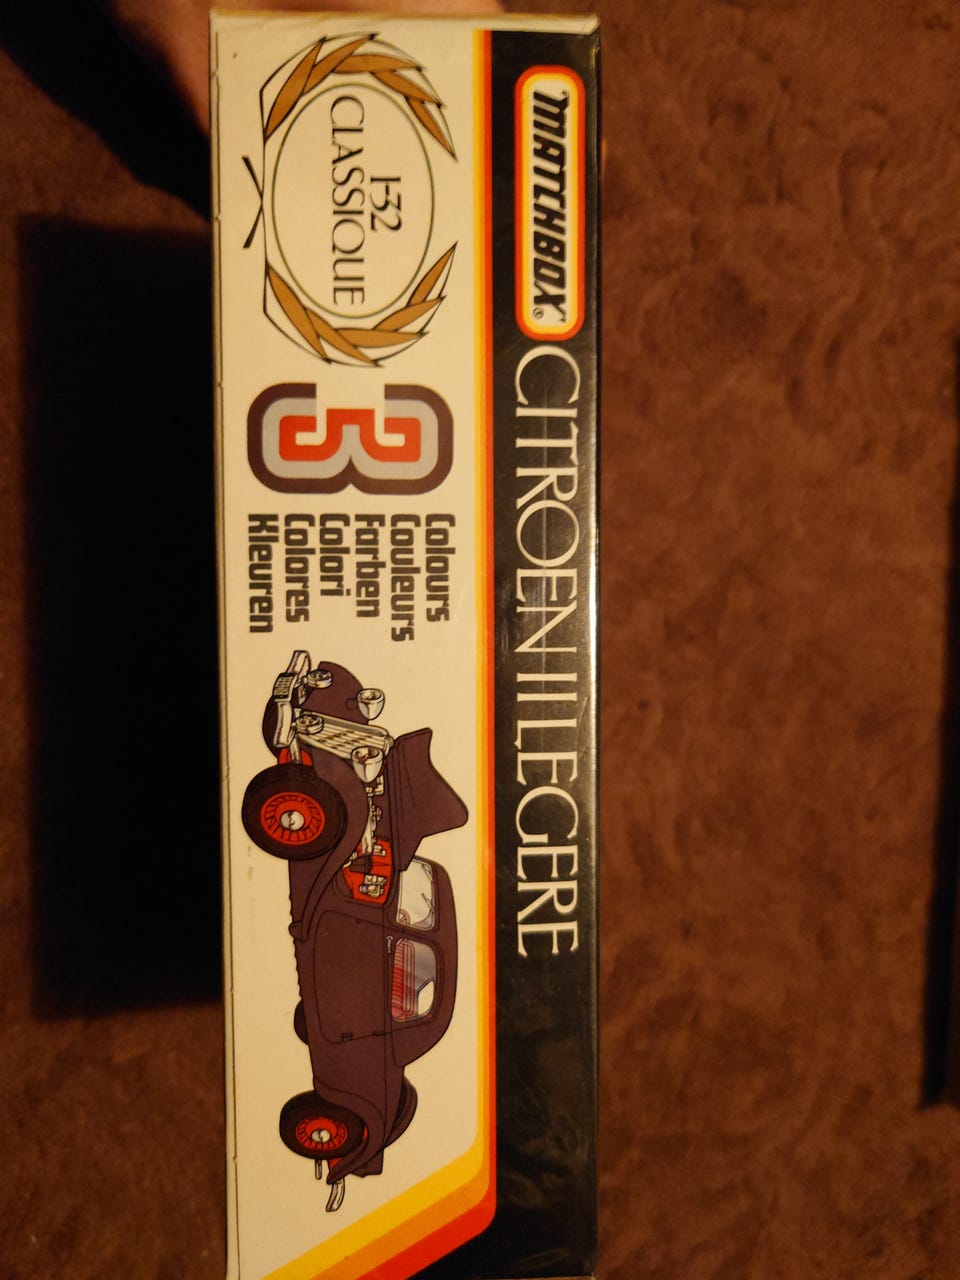 MATCHBOX®
CITROEN 11 LEGERE
1-32
CLASSIQUE
3
Colours
Couleurs
Farben
Colori
Colores
Kleuren